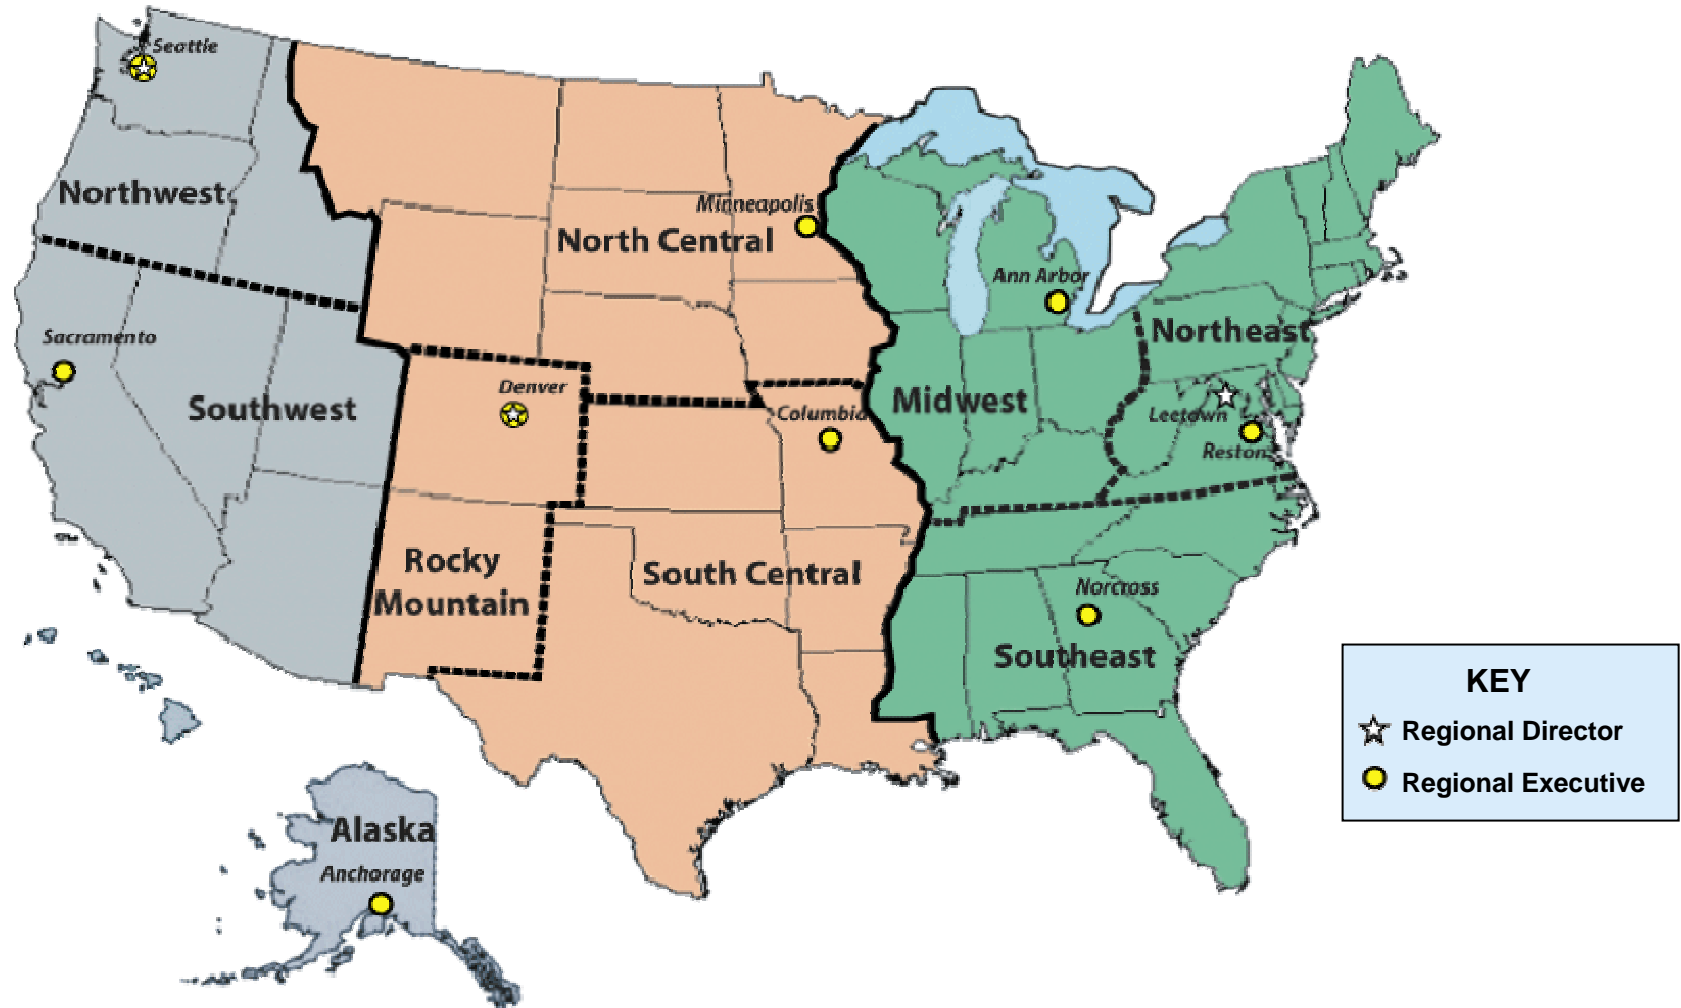 Seattle
Northwest
Minneapolis
North Central
Ann Arbor
Northeast
Sacramento
Denver
Southwest
Midwest
Columbia
Leetown
Reston
Rocky
Mountain
South Central
Norcross
Southeast
KEY
Regional Director
Regional Executive
Alaska
Anchorage